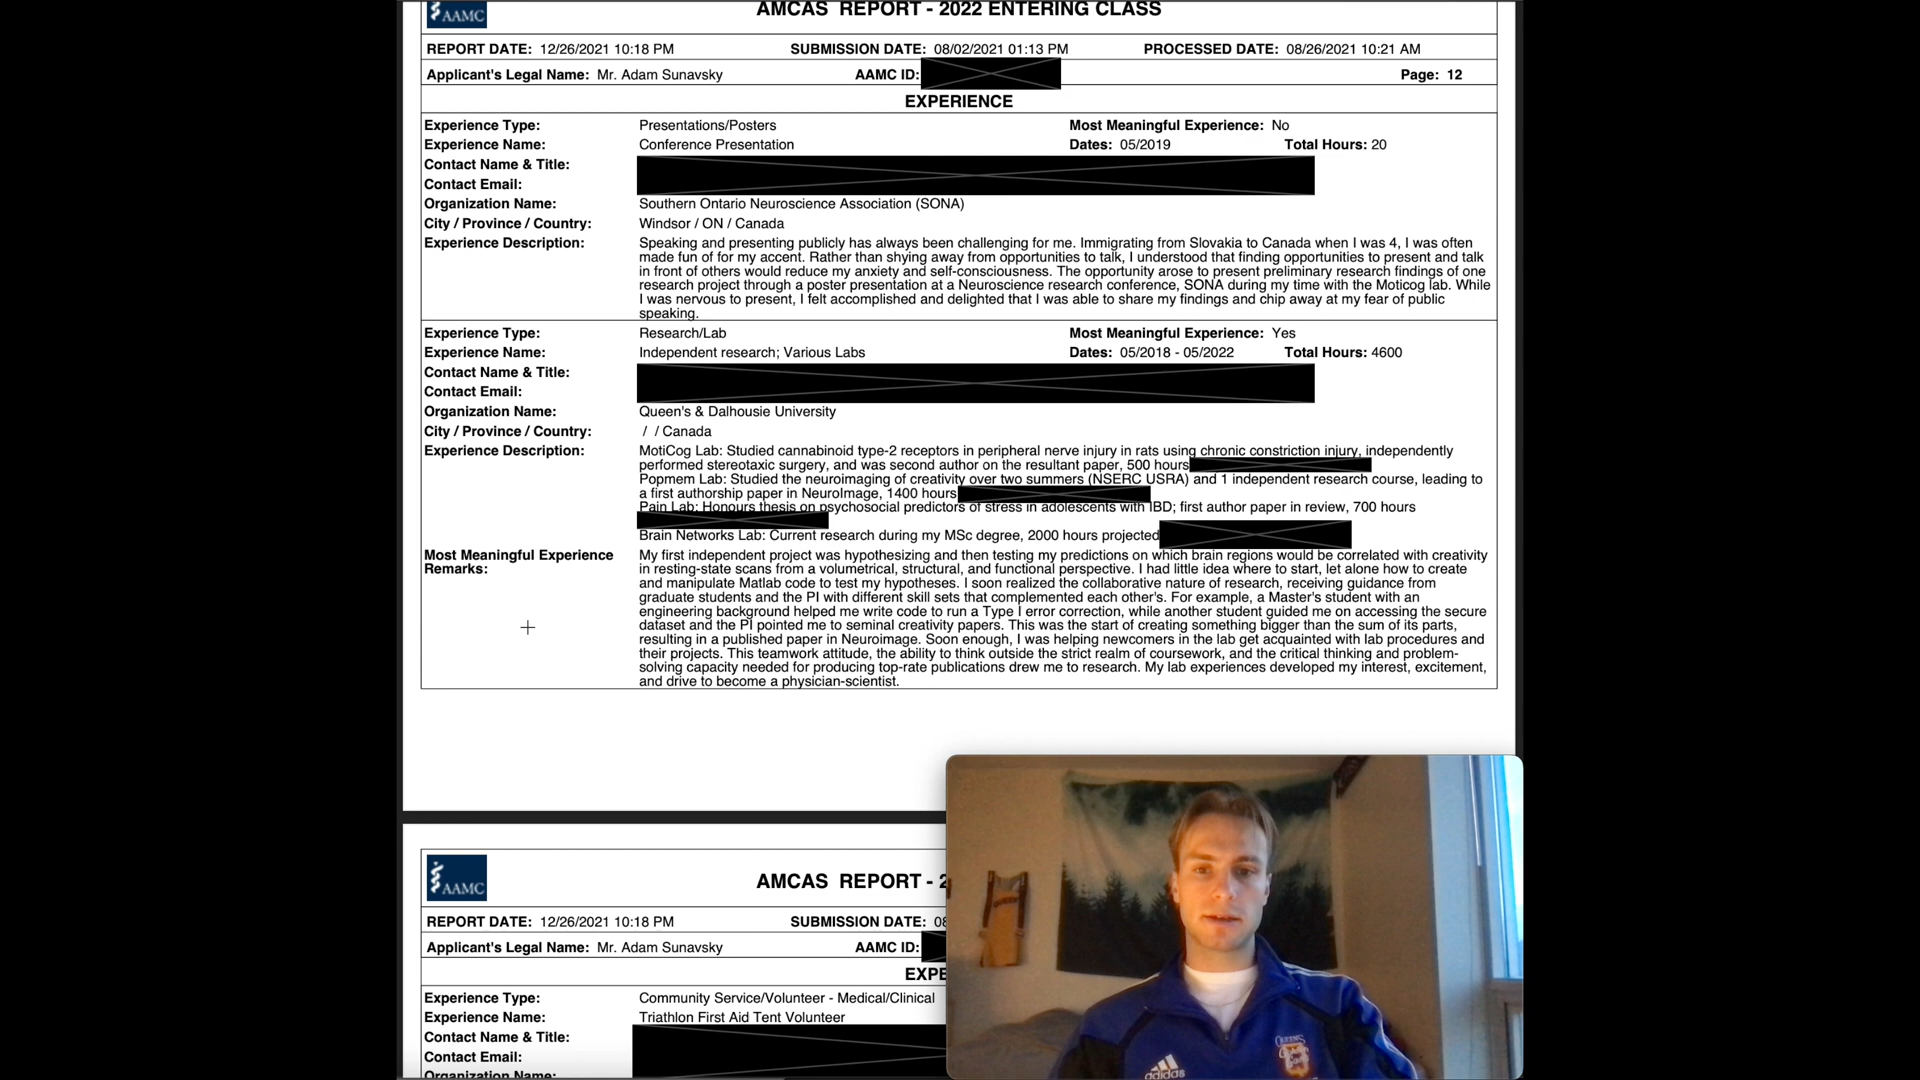 AAMC
AMCAS REPORT - 2022 ENTERING CLASS
REPORT DATE: 12/26/2021 10:18 PM SUBMISSION DATE: 08/02/2021 01:13 PM PROCESSED DATE: 08/26/2021 10:21 AM
Applicant's Legal Name: Mr. Adam Sunavsky AAMC ID: Page: 12
EXPERIENCE
Experience Type: Presentations/Posters Most Meaningful Experience: No
Experience Name: Conference Presentation Dates: 05/2019 Total Hours: 20
Contact Name & Title:
Contact Email:
Organization Name: Southern Ontario Neuroscience Association (SONA)
City / Province / Country: Windsor / ON / Canada
Experience Description: Speaking and presenting publicly has always been challenging for me. Immigrating from Slovakia to Canada when I was 4, I was often
made fun of for my accent. Rather than shying away from opportunities to talk, I understood that finding opportunities to present and talk
in front of others would reduce my anxiety and self-consciousness. The opportunity arose to present preliminary research findings of one
research project through a poster presentation at a Neuroscience research conference, SONA during my time with the Moticog lab. While
I was nervous to present, I felt accomplished and delighted that I was able to share my findings and chip away at my fear of public
speaking.
Experience Type: Research/Lab Most Meaningful Experience: Yes
Experience Name: Independent research; Various Labs Dates: 05/2018 - 05/2022 Total Hours: 4600
Contact Name & Title:
Contact Email:
Organization Name: Queen's & Dalhousie University
City / Province / Country: / / Canada
Experience Description: MotiCog Lab: Studied cannabinoid type-2 receptors in peripheral nerve injury in rats using chronic constriction injury, independently
performed stereotaxic surgery, and was second author on the resultant paper, 500 hours
Popmem Lab: Studied the neuroimaging of creativity over two summers (NSERC USRA) and 1 independent research course, leading to
a first authorship paper in NeuroImage, 1400 hours
Pain Lab: Honours thesis on psychosocial predictors of stress in adolescents with IBD; first author paper in review, 700 hours
Brain Networks Lab: Current research during my MSc degree, 2000 hours projected
Most Meaningful Experience Remarks: My first independent project was hypothesizing and then testing my predictions on which brain regions would be correlated with creativity
in resting-state scans from a volumetrical, structural, and functional perspective. I had little idea where to start, let alone how to create
and manipulate Matlab code to test my hypotheses. I soon realized the collaborative nature of research, receiving guidance from
graduate students and the PI with different skill sets that complemented each other's. For example, a Master's student with an
engineering background helped me write code to run a Type I error correction, while another student guided me on accessing the secure
dataset and the PI pointed me to seminal creativity papers. This was the start of creating something bigger than the sum of its parts,
resulting in a published paper in Neuroimage. Soon enough, I was helping newcomers in the lab get acquainted with lab procedures and
their projects. This teamwork attitude, the ability to think outside the strict realm of coursework, and the critical thinking and problem-
solving capacity needed for producing top-rate publications drew me to research. My lab experiences developed my interest, excitement,
and drive to become a physician-scientist.
AAMC
AMCAS REPORT - 2
REPORT DATE: 12/26/2021 10:18 PM SUBMISSION DATE: 08
Applicant's Legal Name: Mr. Adam Sunavsky AAMC ID:
EXPE
Experience Type: Community Service/Volunteer - Medical/Clinical
Experience Name: Triathlon First Aid Tent Volunteer
Contact Name & Title:
Contact Email:
Organization Name:
QUEEN'S
adidas